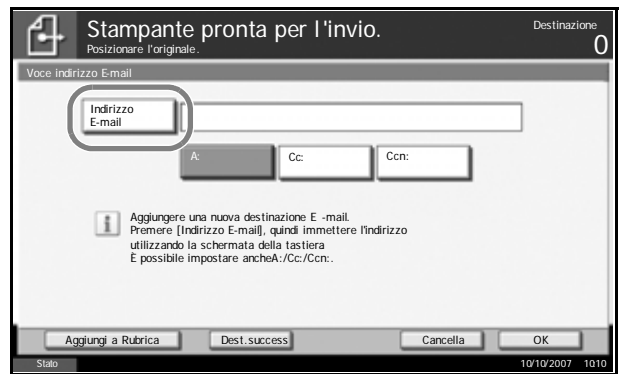 Stampante pronta per l'invio.
Destinazione
Posizionare l'originale.
0
Voce indirizzo E-mail
Indirizzo
E-mail
A:
Cc:
Ccn:
Aggiungere una nuova destinazione E -mail.
Premere [Indirizzo E-mail], quindi immettere l'indirizzo
utilizzando la schermata della tastiera
È possibile impostare ancheA:/Cc:/Ccn:.
Aggiungi a Rubrica
Dest.success
Cancella
OK
Stato
10/10/2007 1010